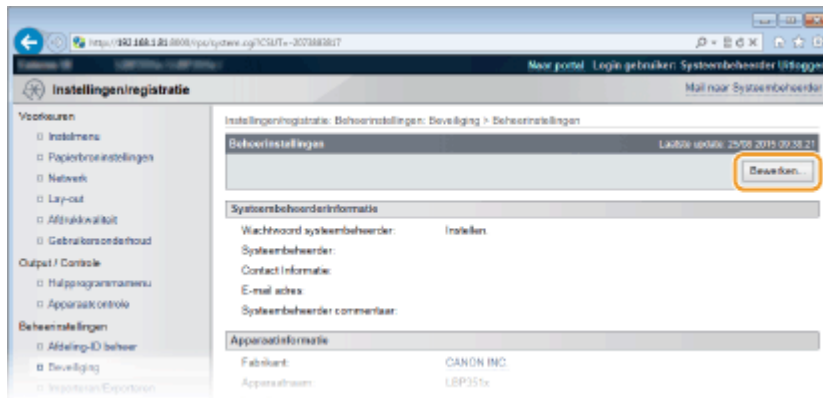 Naar portal Login gebruiker: Systeembeheerder Uitloggen
Instellingen/registratie
Mail naar Systeembeheerder
Voorkeuren
Instelmenu
Papierbroninstellingen
Netwerk
Lay-out
Afdrukkwaliteit
Gebruikersonderhoud
Output / Controle
Hulpprogrammamenu
Apparaatcontrole
Beheerinstellingen
Afdeling-ID beheer
Beveiliging
Importeren/Exporteren
Instellingen/registratie: Beheerinstellingen: Beveiliging > Beheerinstellingen
Beheerinstellingen
Laatste update: 25/08 2015 09:38:21
Bewerken...
Systeembeheerderinformatie
Wachtwoord systeembeheerder: Instellen.
Systeembeheerder:
Contact Informatie:
E-mail adres:
Systeembeheerder commentaar:
Apparaatinformatie
Fabrikant: CANON INC.
Apparaatnaam: LBP351x